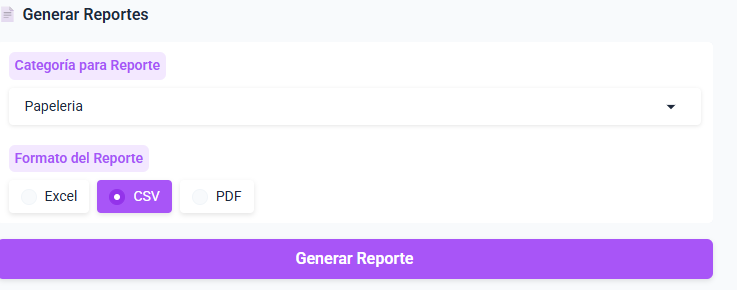 Generar Reportes
Categoría para Reporte
Papeleria
Formato del Reporte
Excel CSV PDF
Generar Reporte